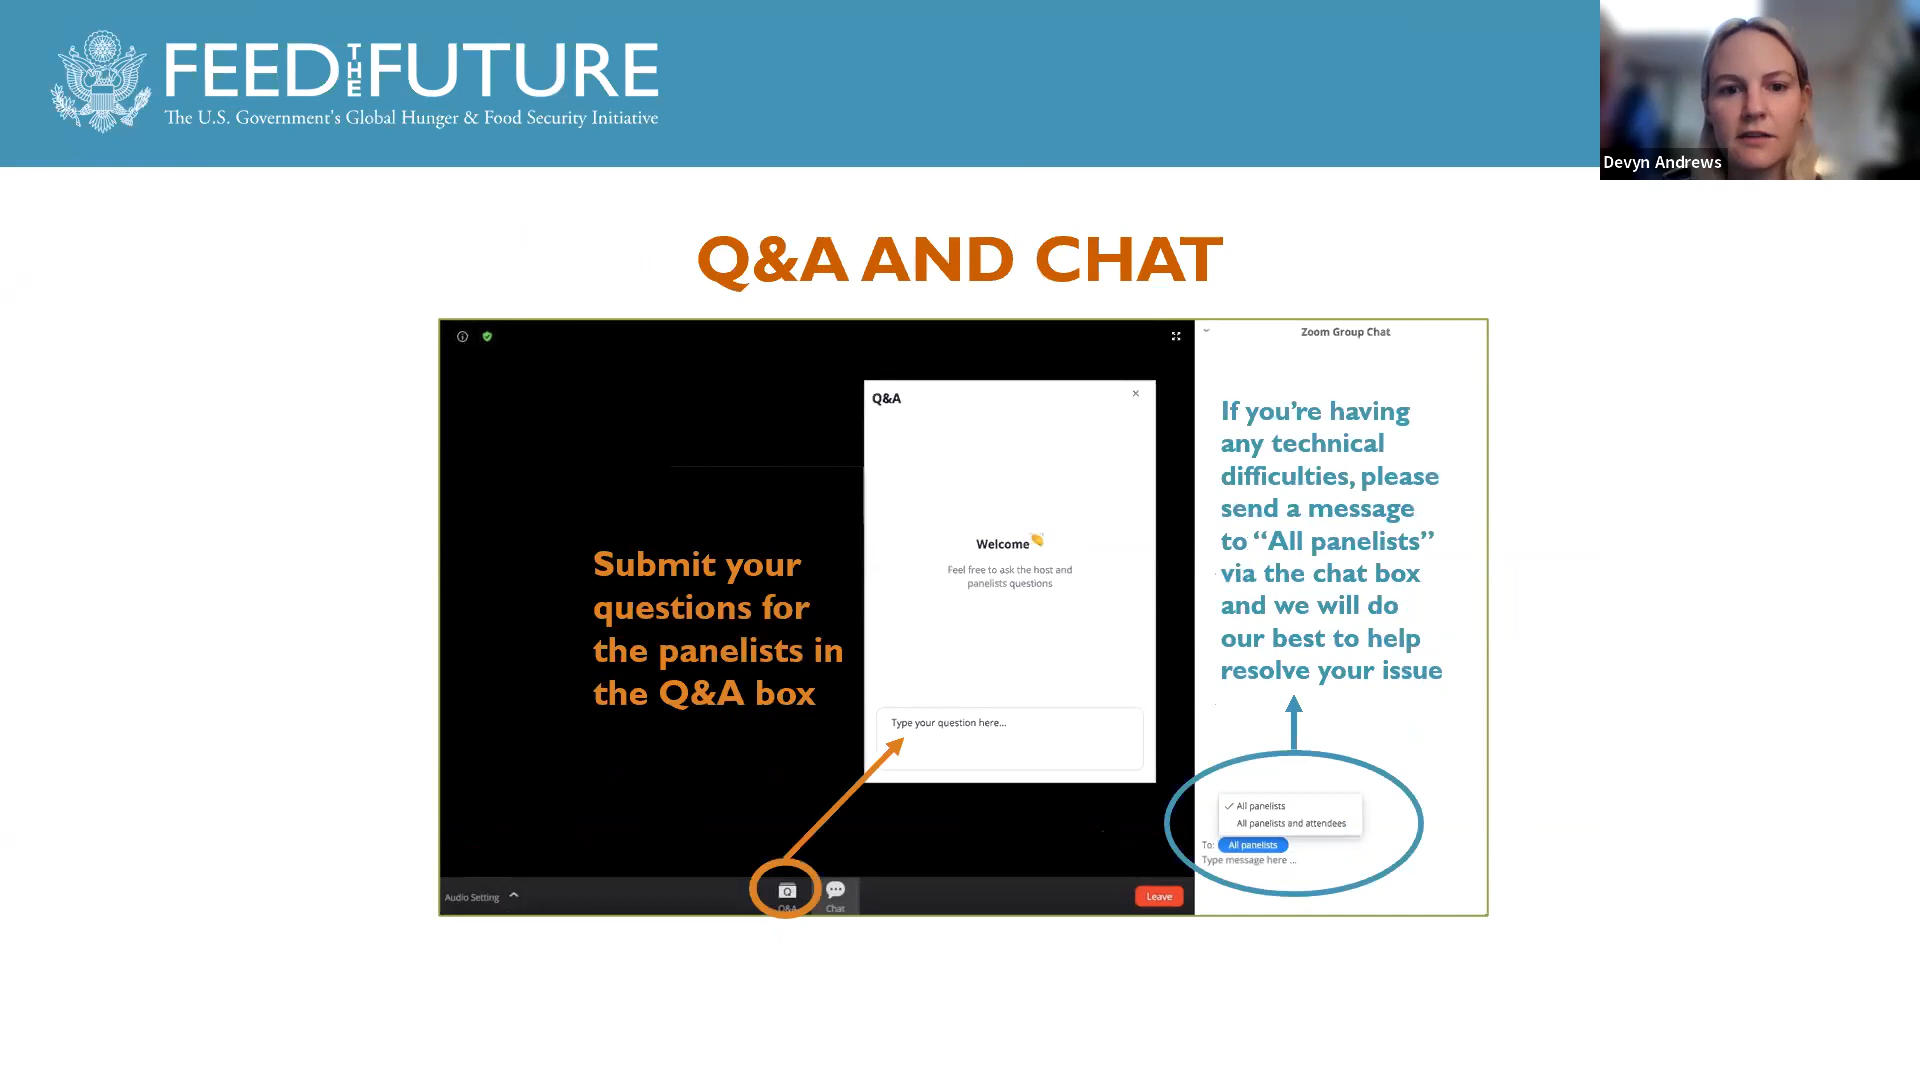 FEED THE FUTURE
The U.S. Government's Global Hunger & Food Security Initiative
Devyn Andrews
Q&A AND CHAT
Zoom Group Chat
Q&A
If you're having
any technical
difficulties, please
send a message
to “All panelists”
via the chat box
and we will do
our best to help
resolve your issue
Welcome
Feel free to ask the host and
panelists questions
Submit your
questions for
the panelists in
the Q&A box
Type your question here...
All panelists
All panelists and attendees
To: All panelists
Type message here ...
Audio Setting
Q&A
Chat
Leave